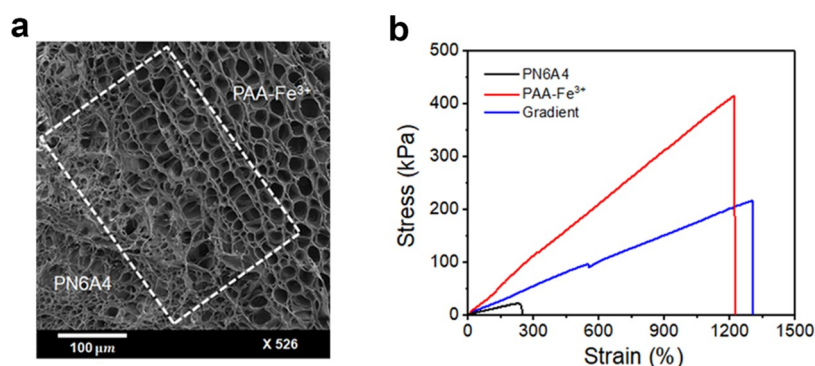 a
PAA-Fe³⁺
PN6A4
100 μm
X 526
b
Stress (kPa)
500
400
300
200
100
0
PN6A4
PAA-Fe³⁺
Gradient
0 300 600 900 1200 1500
Strain (%)